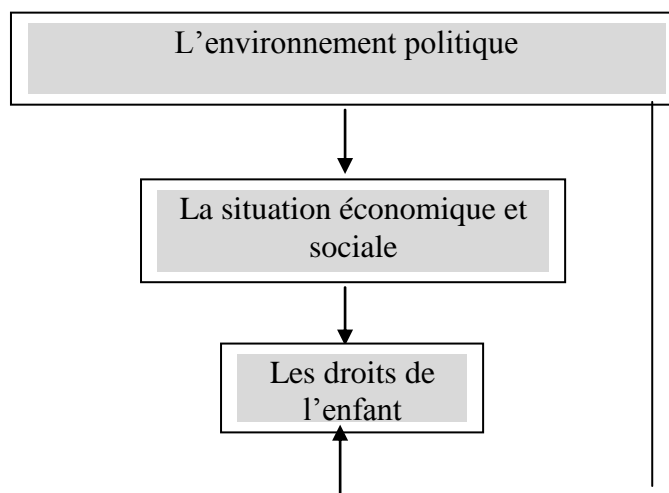 L’environnement politique
La situation économique et
sociale
Les droits de
l’enfant